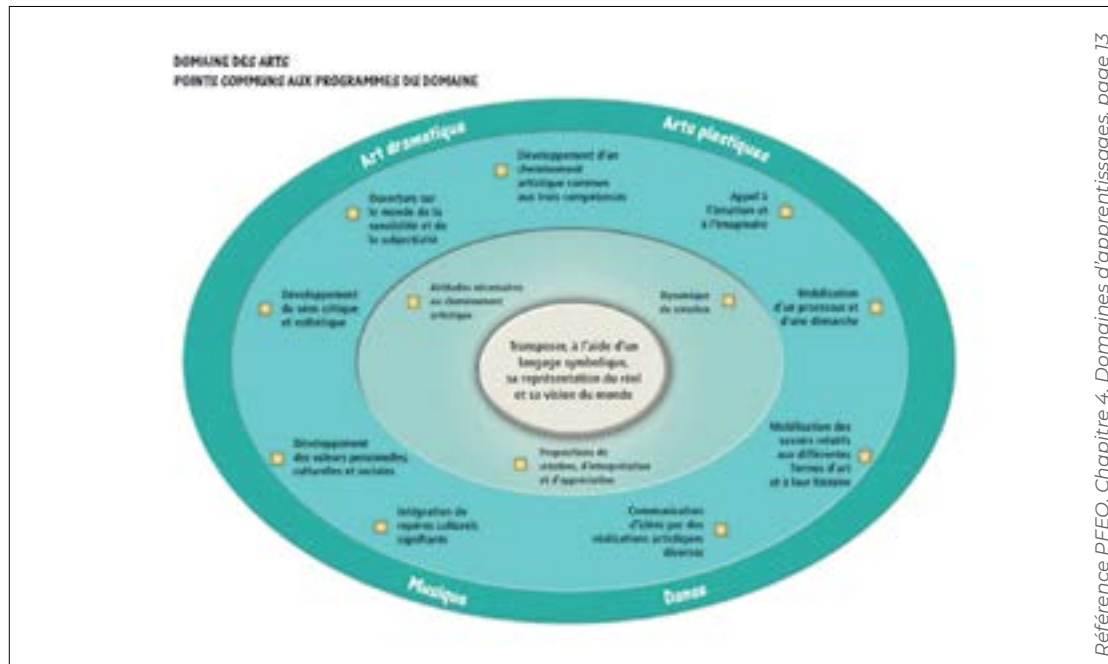 DOMAINE DES ARTS
POINTS COMMUNS AUX PROGRAMMES DU DOMAINE
Art dramatique
Arts plastiques
Développement d'un
cheminement
artistique commun
aux trois compétences
Ouverture sur
le monde de la
sensibilité et de
la subjectivité
Appel à
l'intuition et
à l'imaginaire
Développement
du sens critique
et esthétique
Attitudes nécessaires
au cheminement
artistique
Dynamique
de création
Mobilisation
d'un processus et
d'une démarche
Transposer, à l'aide d'un
langage symbolique,
sa représentation du réel
et sa vision du monde
Développement
des valeurs personnelles,
culturelles et sociales
Propositions de
création, d'interprétation
et d'appréciation
Mobilisation des
savoirs relatifs
aux différentes
formes d'art
et à leur histoire
Intégration de
repères culturels
signifiants
Communication
d'idées par des
réalisations artistiques
diverses
Musique
Danse
Référence PFEQ, Chapitre 4, Domaines d'apprentissages, page 13